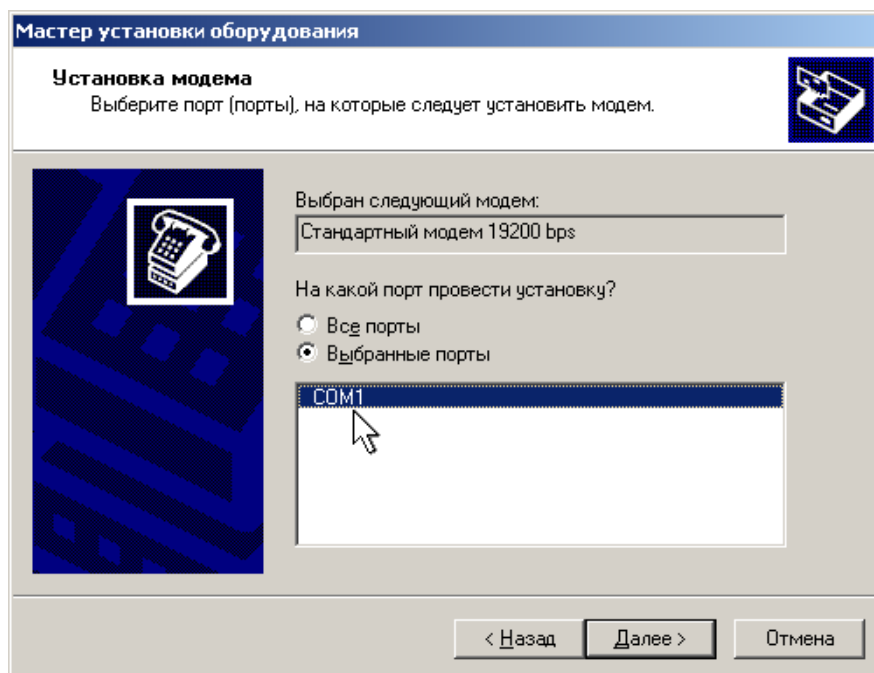 Мастер установки оборудования
Установка модема
Выберите порт (порты), на которые следует установить модем.
Выбран следующий модем:
Стандартный модем 19200 bps
На какой порт провести установку?
Все порты
Выбранные порты
COM1
< Назад
Далее >
Отмена